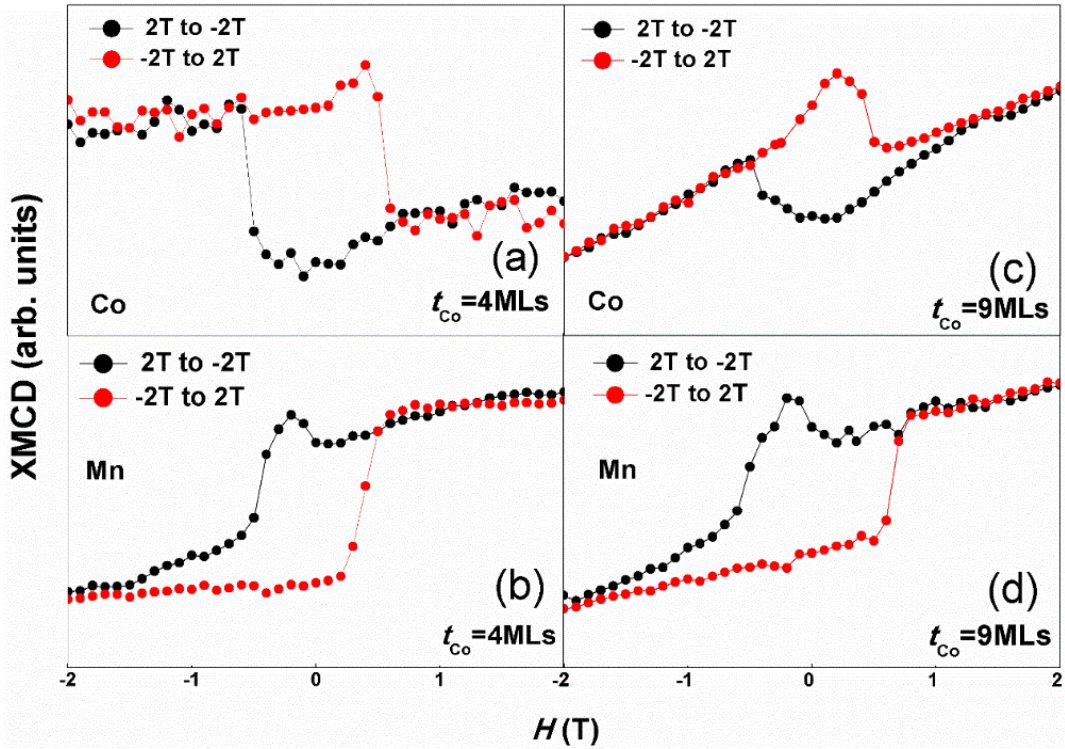 XMCD (arb. units)
2T to -2T
-2T to 2T
(a)
Co
tCo=4MLs
2T to -2T
-2T to 2T
(c)
Co
tCo=9MLs
2T to -2T
-2T to 2T
Mn
(b)
tCo=4MLs
2T to -2T
-2T to 2T
Mn
(d)
tCo=9MLs
-2 -1 0 1 -2 -1 0 1 2
H (T)